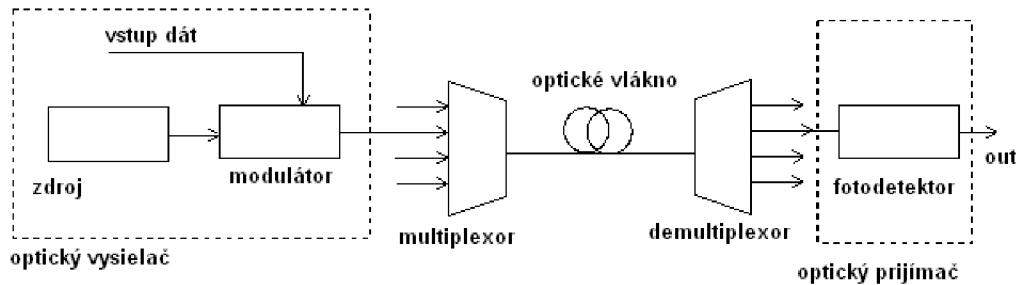 vstup dát
optické vlákno
zdroj
modulátor
multiplexor
demultiplexor
fotodetektor
out
optický vysielač
optický prijímač